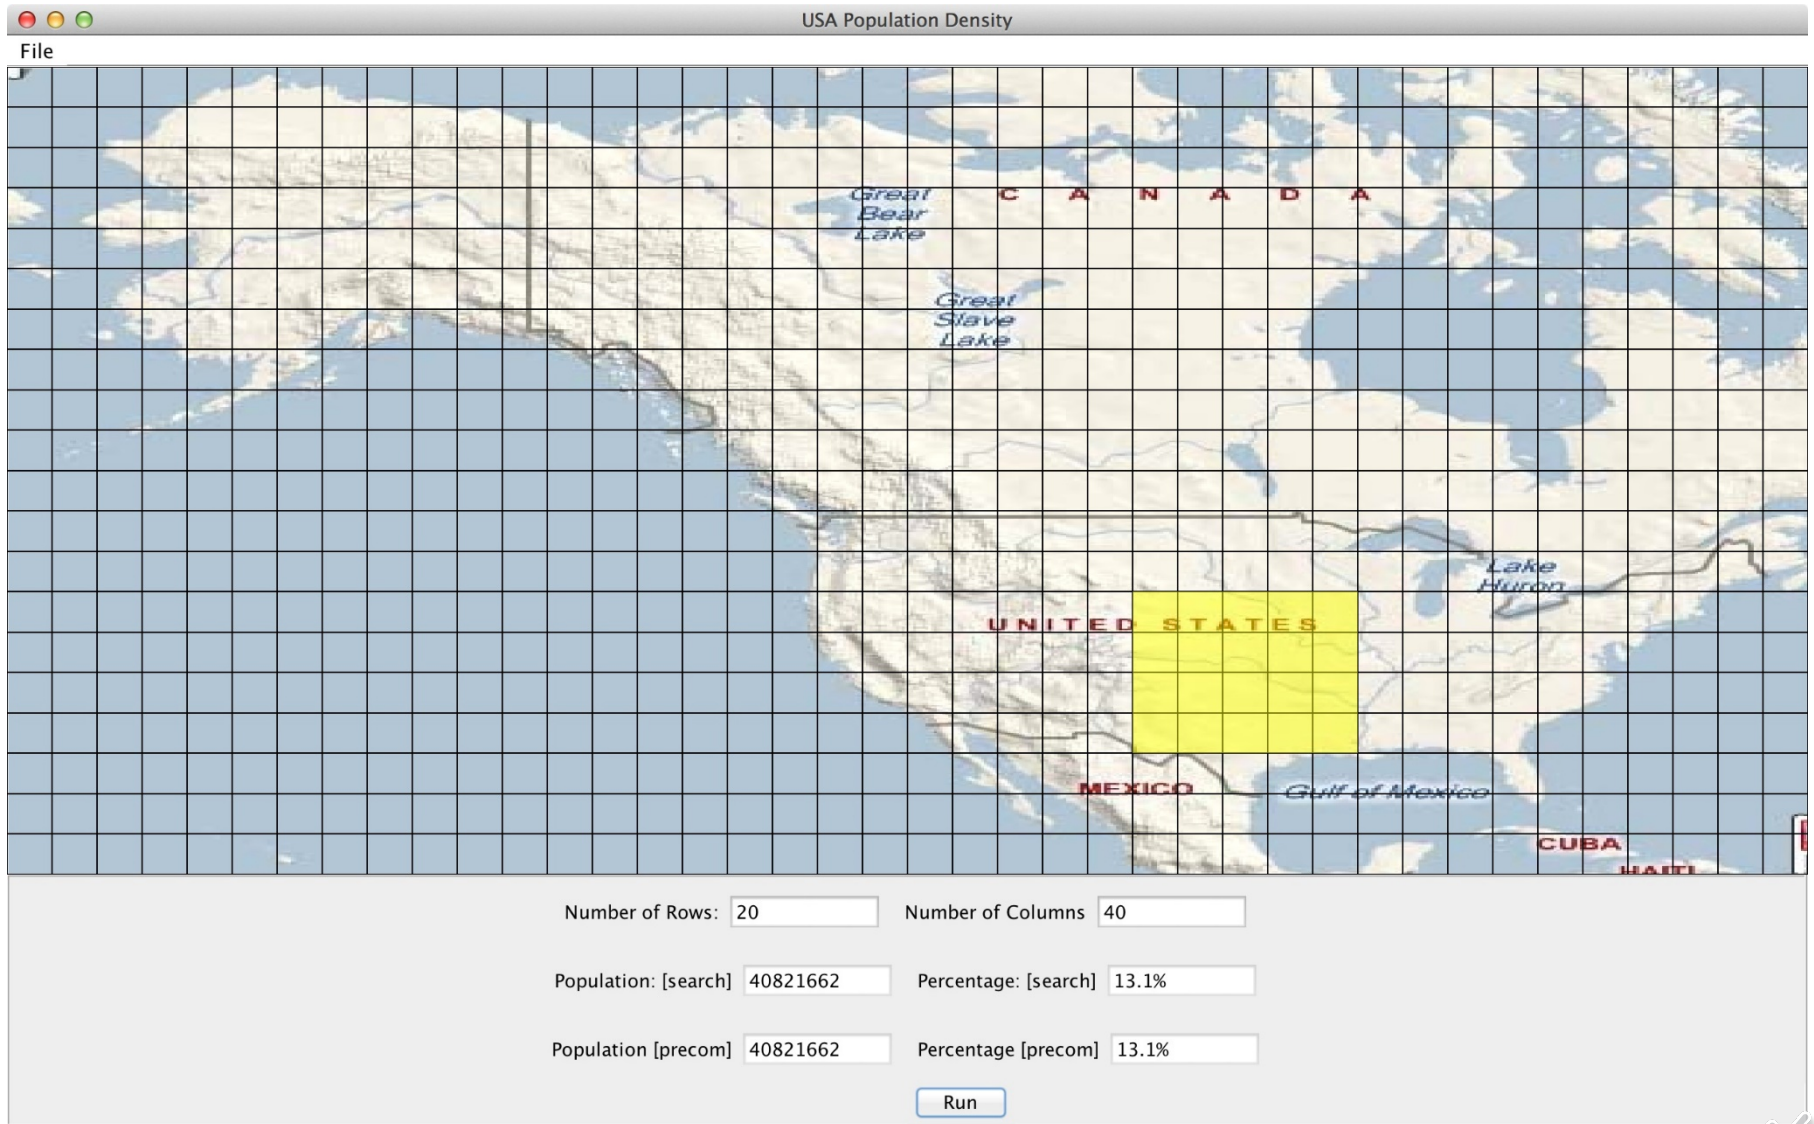 USA Population Density
File
Great
Bear
Lake
C A N A D A
Great
Slave
Lake
Lake
Huron
UNITED STATES
MEXICO
Gulf of Mexico
CUBA
HAITI
Number of Rows: 20 Number of Columns 40
Population: [search] 40821662 Percentage: [search] 13.1%
Population [precom] 40821662 Percentage [precom] 13.1%
Run